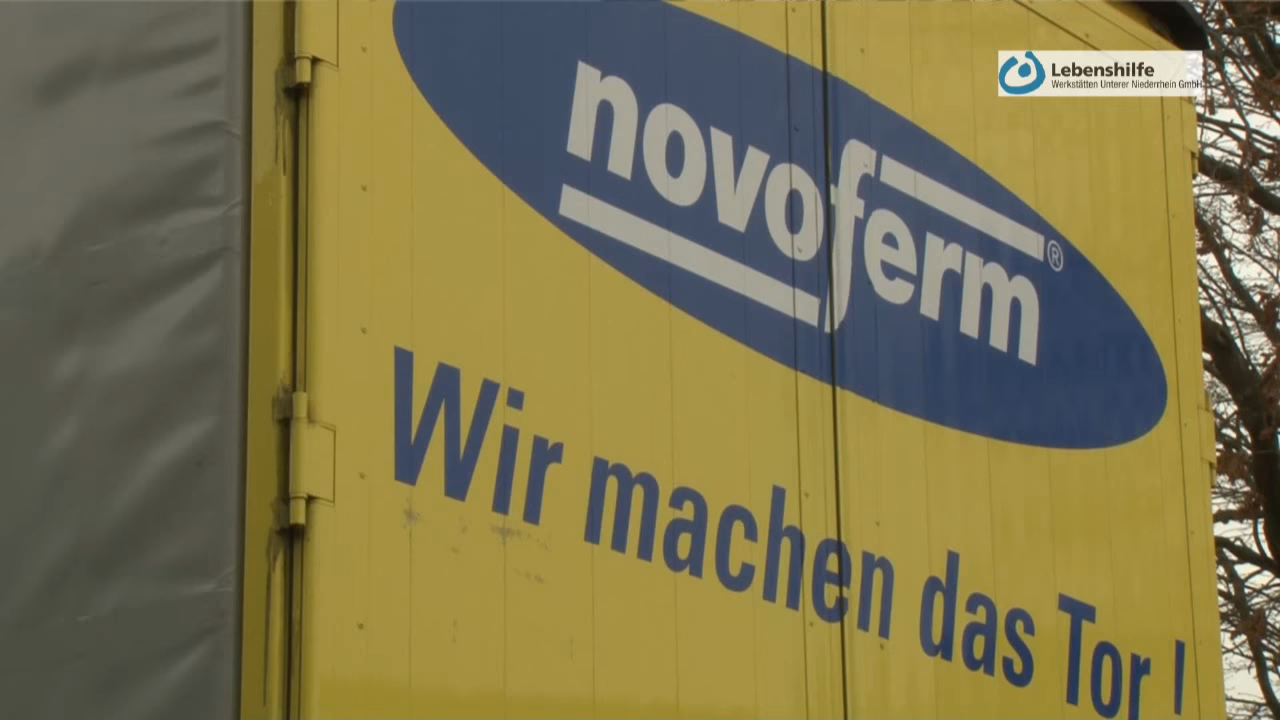 Lebenshilfe
Werkstätten Unterer Niederrhein GmbH
novoferm®
Wir machen das Tor !